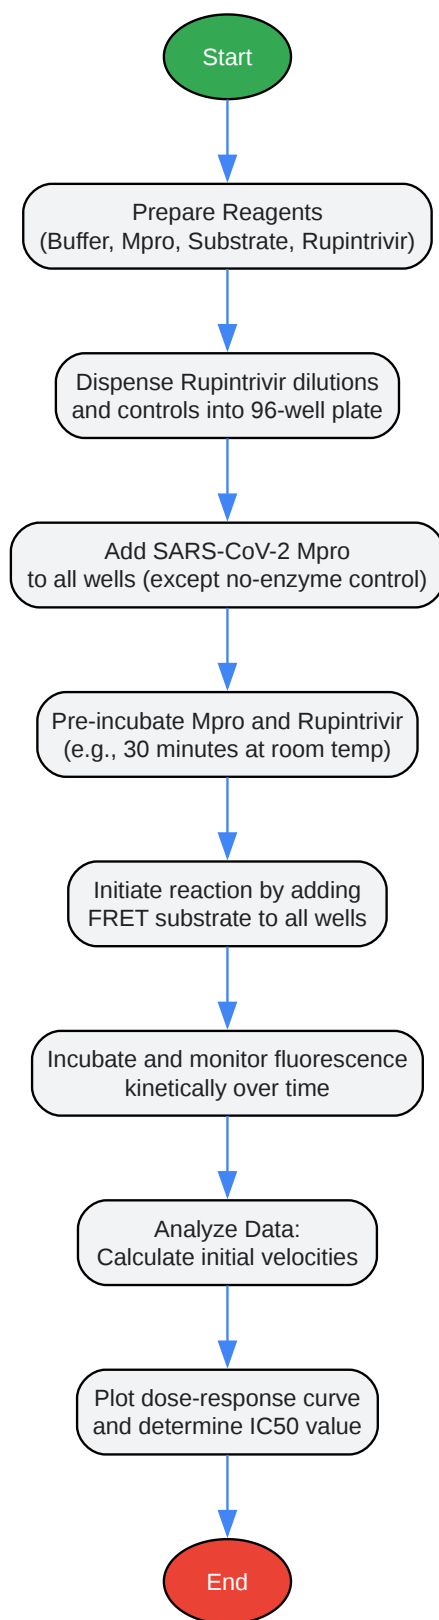 Start
Prepare Reagents
(Buffer, Mpro, Substrate, Rupintrivir)
Dispense Rupintrivir dilutions
and controls into 96-well plate
Add SARS-CoV-2 Mpro
to all wells (except no-enzyme control)
Pre-incubate Mpro and Rupintrivir
(e.g., 30 minutes at room temp)
Initiate reaction by adding
FRET substrate to all wells
Incubate and monitor fluorescence
kinetically over time
Analyze Data:
Calculate initial velocities
Plot dose-response curve
and determine IC50 value
End